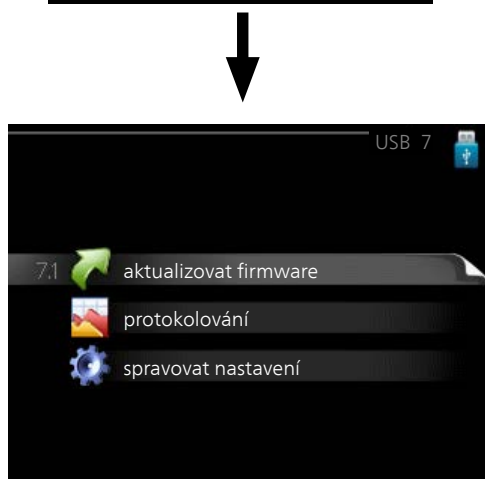 USB 7
7.1 aktualizovat firmware
protokolování
spravovat nastavení